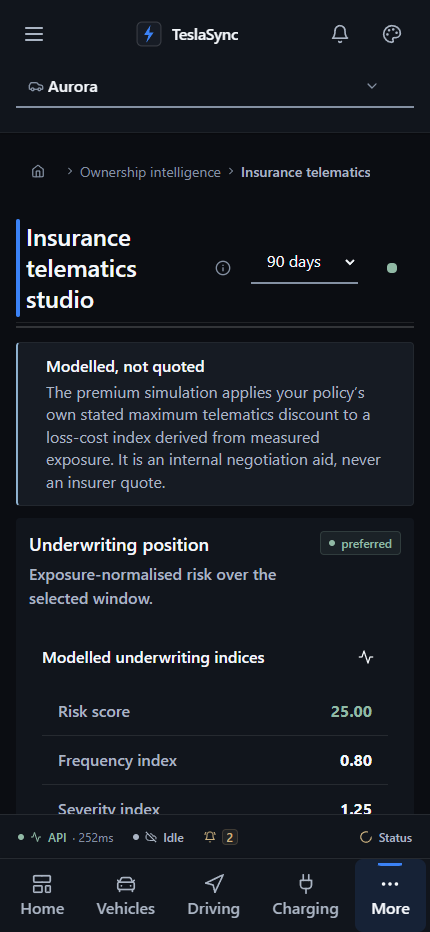 TeslaSync
Aurora
Ownership intelligence
Insurance telematics
Insurance
telematics
studio
90 days
Modelled, not quoted
The premium simulation applies your policy’s
own stated maximum telematics discount to a
loss-cost index derived from measured
exposure. It is an internal negotiation aid, never
an insurer quote.
Underwriting position
preferred
Exposure-normalised risk over the
selected window.
Modelled underwriting indices
Risk score 25.00
Frequency index 0.80
Severity index 1.25
API · 252ms Idle 2 Status
Home Vehicles Driving Charging More